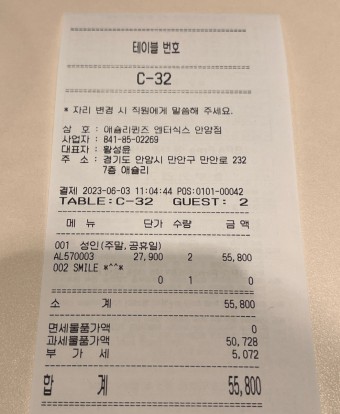 테이블 번호
C-32
* 자리 변경 시 직원에게 말씀해 주세요.
상 호 : 애슐리퀸즈 엔터식스 안양점
사업자 : 841-85-02269
대표자 : 황성윤
주 소 : 경기도 안양시 만안구 만안로 232
7층 애슐리
결제 2023-06-03 11:04:44 POS:0101-00042
TABLE:C-32 GUEST: 2
메 뉴 단가 수량 금 액
001 성인(주말,공휴일)
AL570003 27,900 2 55,800
002 SMILE *^^*
0 1 0
소 계 55,800
면세물품가액 0
과세물품가액 50,728
부 가 세 5,072
합 계 55,800